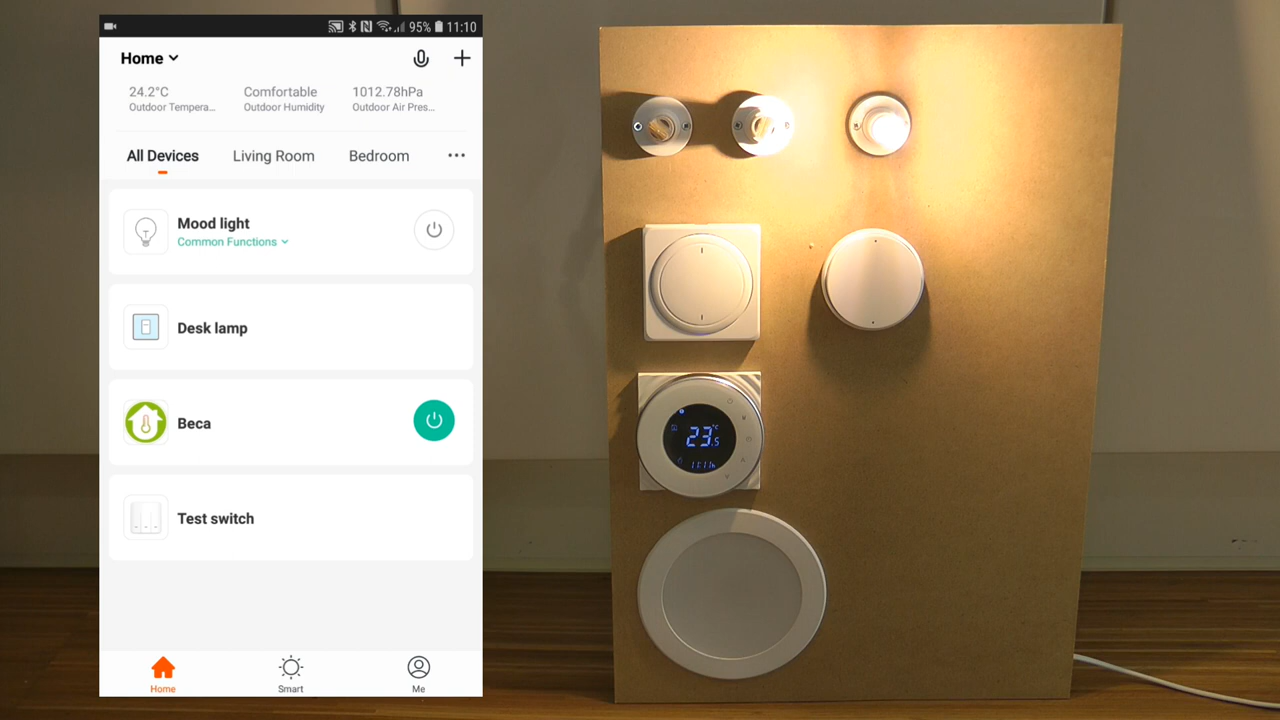 95% 11:10
Home
24.2°C Comfortable 1012.78hPa
Outdoor Tempera... Outdoor Humidity Outdoor Air Pres...
All Devices Living Room Bedroom
Mood light
Common Functions
Desk lamp
Beca
Test switch
Home Smart Me
23.5 °C